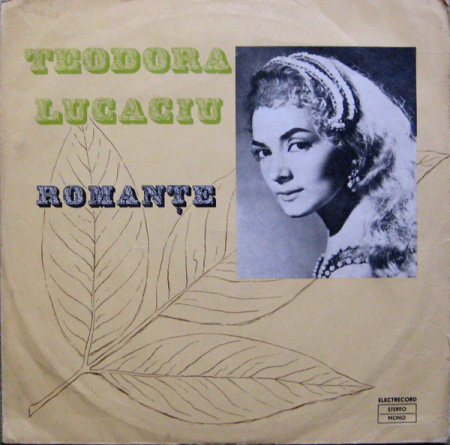 TEODORA
LUCACIU
ROMANȚE
ELECTRECORD
STEREO
MONO